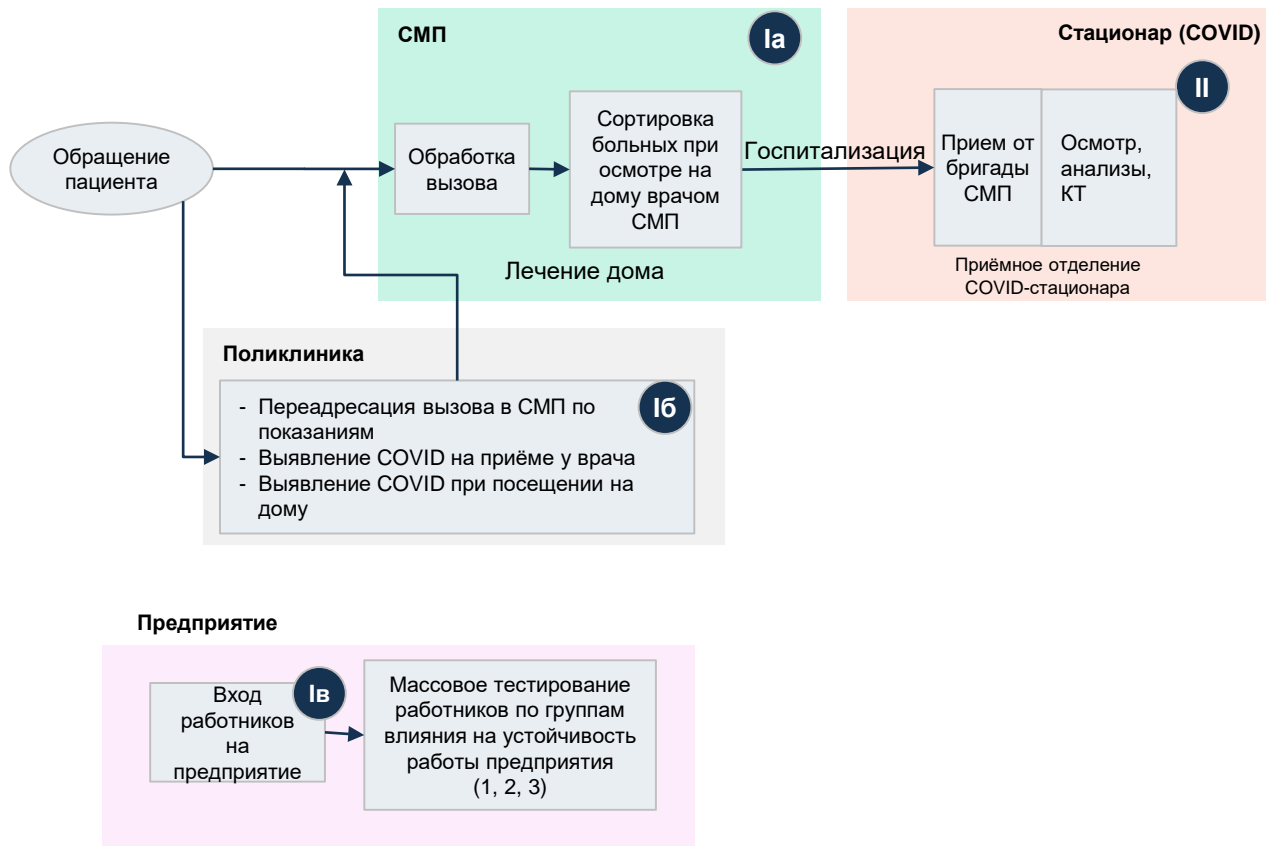 СМП
Iа
Стационар (COVID)
II
Обращение
пациента
Обработка
вызова
Сортировка
больных при
осмотре на
дому врачом
СМП
Госпитализация
Прием от
бригады
СМП
Осмотр,
анализы,
КТ
Лечение дома
Приёмное отделение
COVID-стационара
Поликлиника
Iб
- Переадресация вызова в СМП по
показаниям
- Выявление COVID на приёме у врача
- Выявление COVID при посещении на
дому
Предприятие
Iв
Вход
работников
на
предприятие
Массовое тестирование
работников по группам
влияния на устойчивость
работы предприятия
(1, 2, 3)